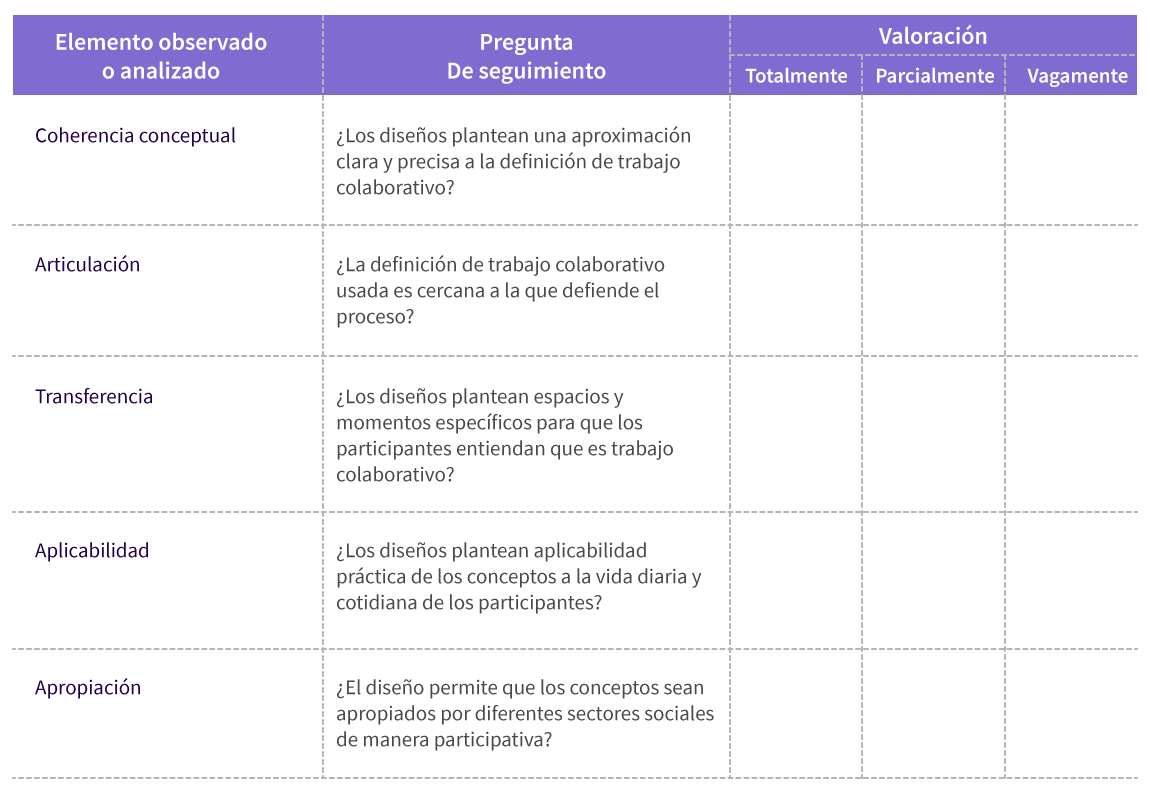 Elemento observado
o analizado
Pregunta
De seguimiento
Valoración
Totalmente
Parcialmente
Vagamente
Coherencia conceptual
¿Los diseños plantean una aproximación
clara y precisa a la definición de trabajo
colaborativo?
Articulación
¿La definición de trabajo colaborativo
usada es cercana a la que defiende el
proceso?
Transferencia
¿Los diseños plantean espacios y
momentos específicos para que los
participantes entiendan que es trabajo
colaborativo?
Aplicabilidad
¿Los diseños plantean aplicabilidad
práctica de los conceptos a la vida diaria y
cotidiana de los participantes?
Apropiación
¿El diseño permite que los conceptos sean
apropiados por diferentes sectores sociales
de manera participativa?